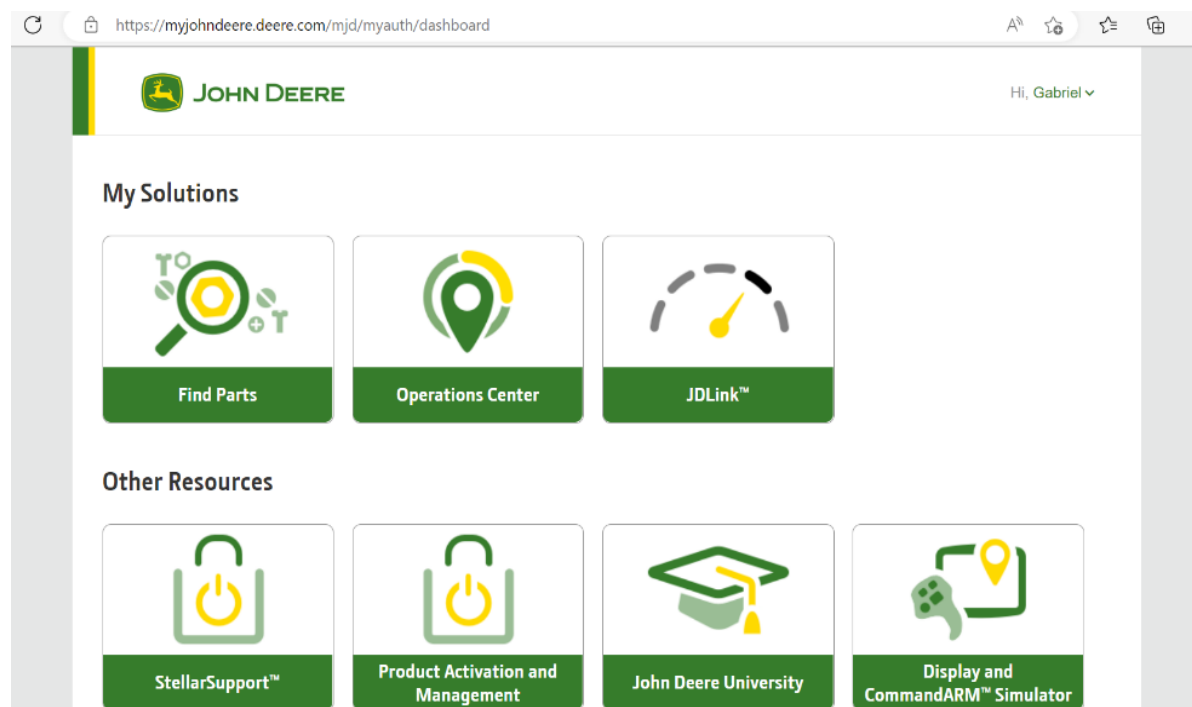 https://myjohndeere.deere.com/mjd/myauth/dashboard
JOHN DEERE
Hi, Gabriel
My Solutions
Find Parts
Operations Center
JDLink™
Other Resources
StellarSupport™
Product Activation and
Management
John Deere University
Display and
CommandARM™ Simulator